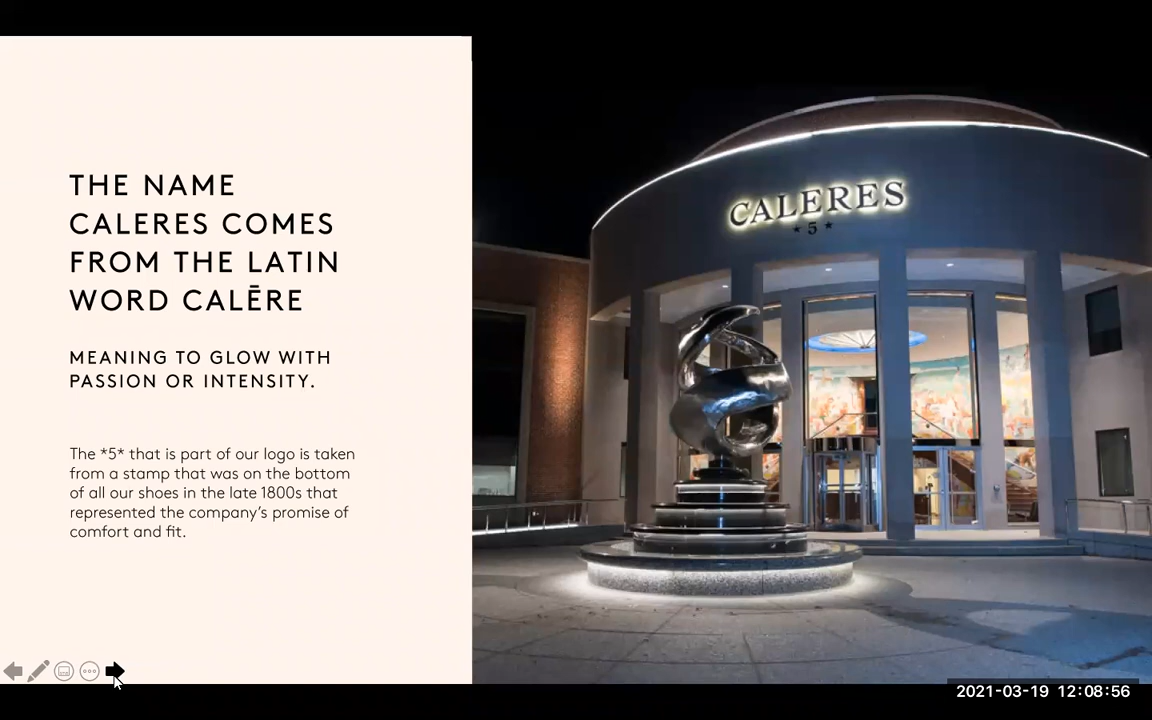 THE NAME
CALERES COMES
FROM THE LATIN
WORD CALĒRE
MEANING TO GLOW WITH
PASSION OR INTENSITY.
The *5* that is part of our logo is taken
from a stamp that was on the bottom
of all our shoes in the late 1800s that
represented the company's promise of
comfort and fit.
CALERES
★ 5 ★
2021-03-19 12:08:56